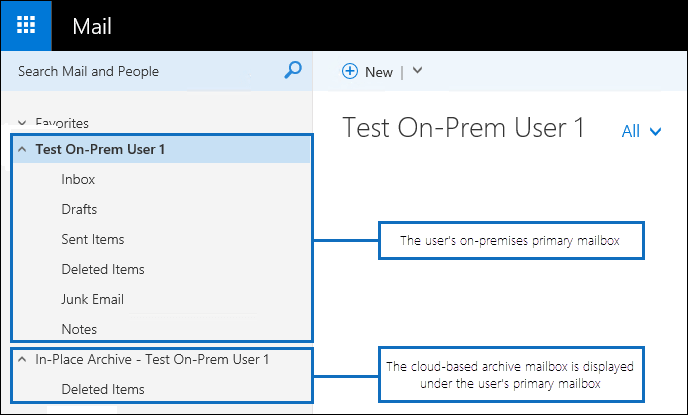 Mail
Search Mail and People
New
Favorites
Test On-Prem User 1
All
Test On-Prem User 1
Inbox
Drafts
Sent Items
The user's on-premises primary mailbox
Deleted Items
Junk Email
Notes
In-Place Archive - Test On-Prem User 1
The cloud-based archive mailbox is displayed
under the user's primary mailbox
Deleted Items